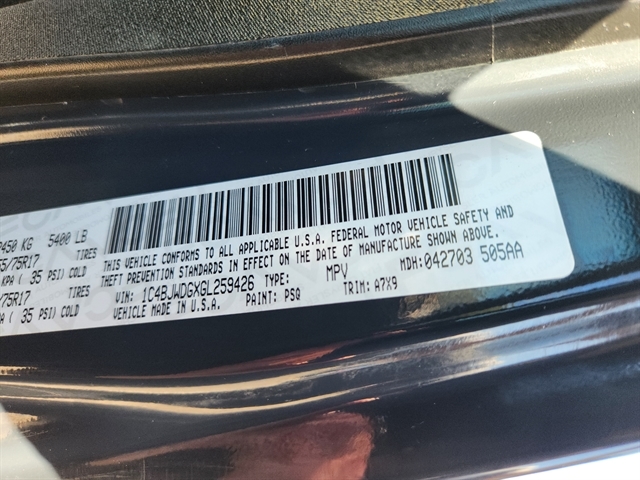 450 KG 5400 LB
5/75R17 TIRES
KPA ( 35 PSI) COLD
/75R17 TIRES
A ( 35 PSI) COLD
THIS VEHICLE CONFORMS TO ALL APPLICABLE U.S.A. FEDERAL MOTOR VEHICLE SAFETY AND
THEFT PREVENTION STANDARDS IN EFFECT ON THE DATE OF MANUFACTURE SHOWN ABOVE.
VIN: 1C4BJWDGXGL259426 TYPE: MPV MDH:042703 505AA
VEHICLE MADE IN U.S.A. PAINT: PSQ TRIM: A7X9